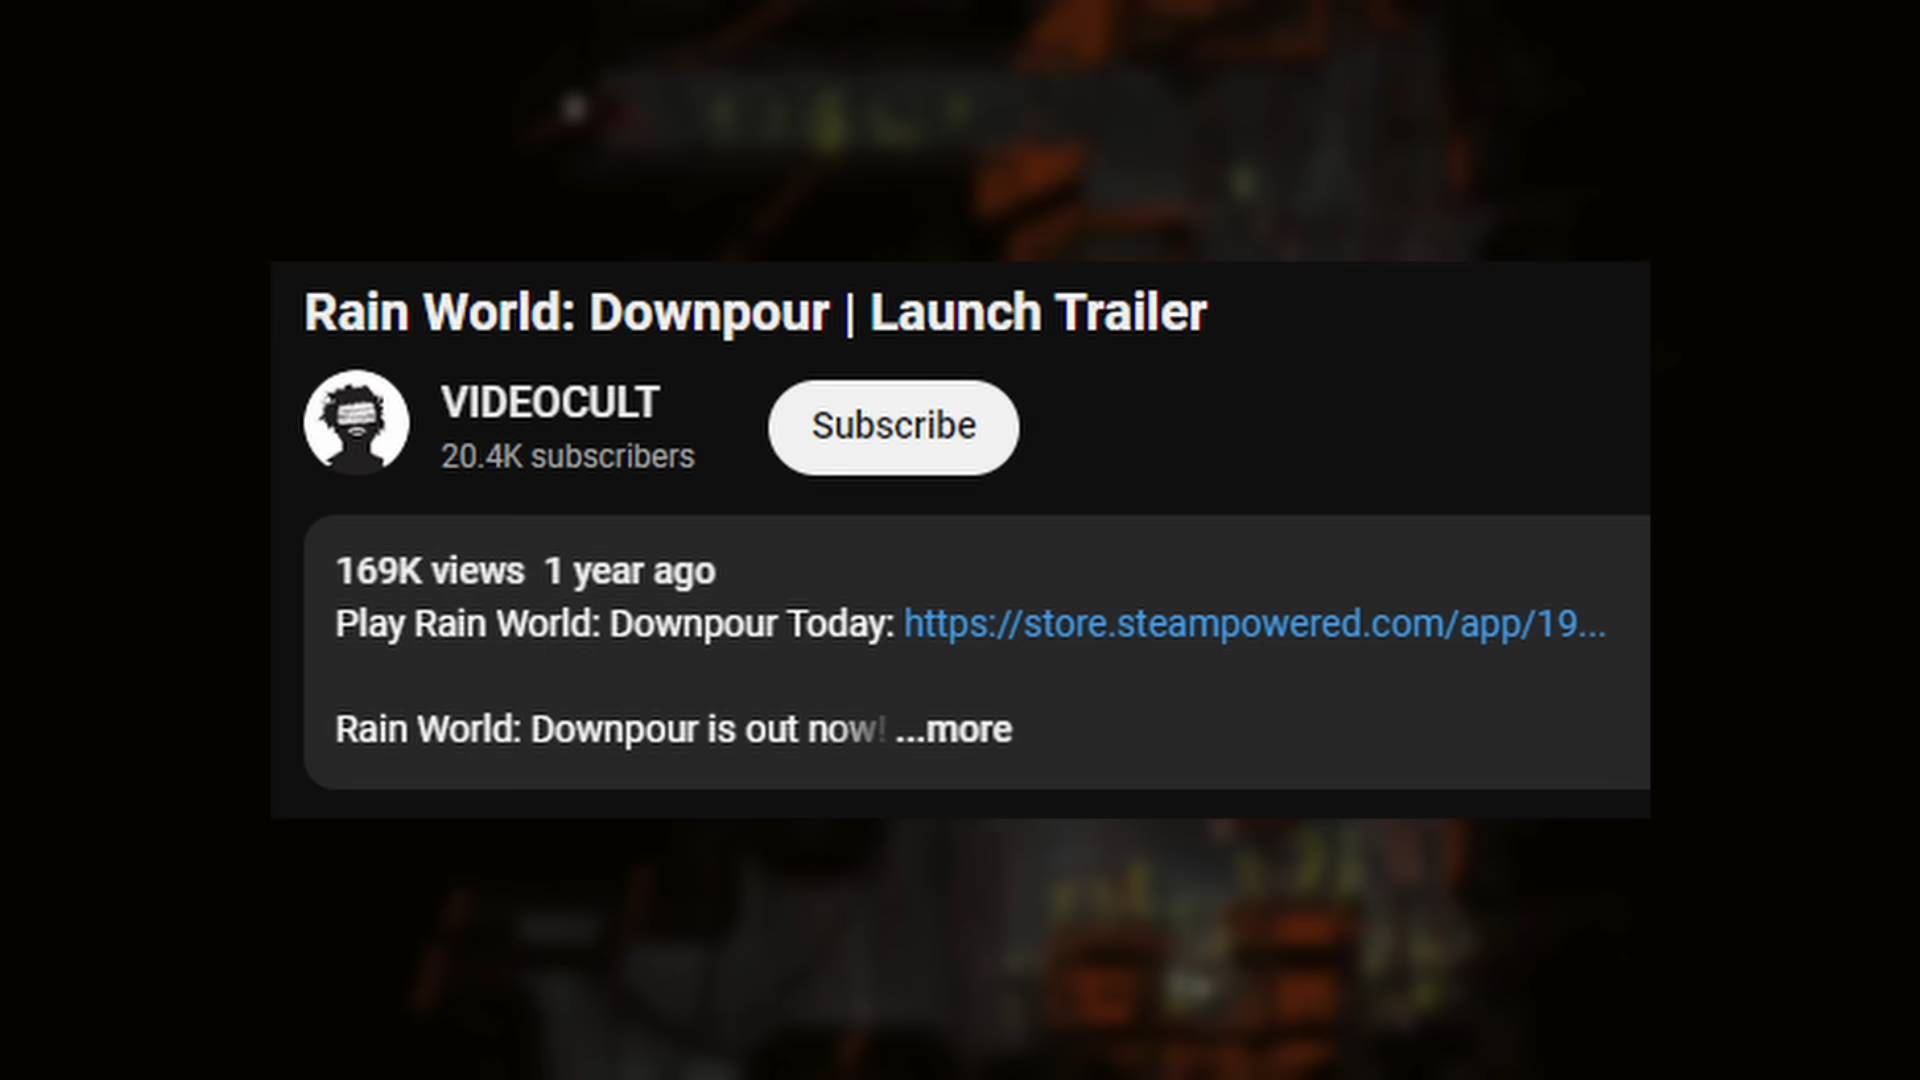 Rain World: Downpour | Launch Trailer
VIDEOCULT
20.4K subscribers
Subscribe
169K views 1 year ago
Play Rain World: Downpour Today: https://store.steampowered.com/app/19...
Rain World: Downpour is out now! ...more